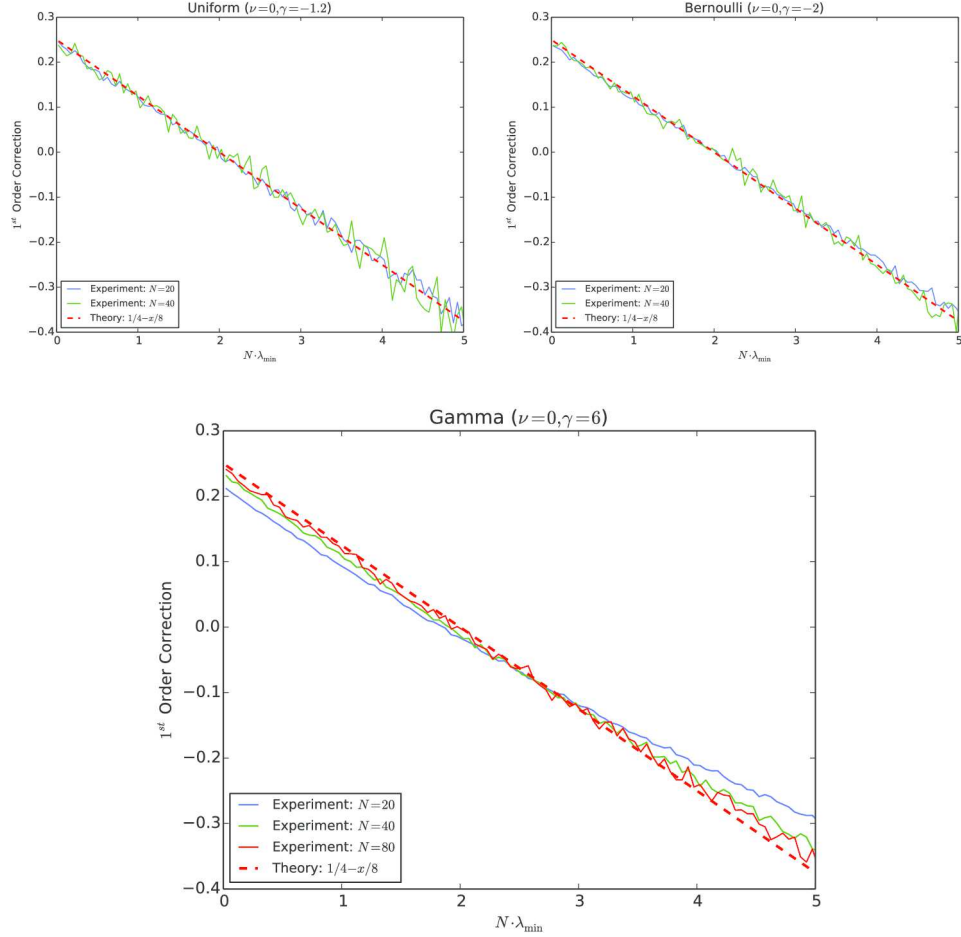 Uniform (ν=0,γ=−1.2)
0.3
0.2
0.1
0.0
−0.1
−0.2
−0.3
−0.4
1st Order Correction
Experiment: N=20
Experiment: N=40
Theory: 1/4−x/8
0 1 2 3 4 5
N·λmin
Bernoulli (ν=0,γ=−2)
0.3
0.2
0.1
0.0
−0.1
−0.2
−0.3
−0.4
1st Order Correction
Experiment: N=20
Experiment: N=40
Theory: 1/4−x/8
0 1 2 3 4 5
N·λmin
Gamma (ν=0,γ=6)
0.3
0.2
0.1
0.0
−0.1
−0.2
−0.3
−0.4
1st Order Correction
Experiment: N=20
Experiment: N=40
Experiment: N=80
Theory: 1/4−x/8
0 1 2 3 4 5
N·λmin